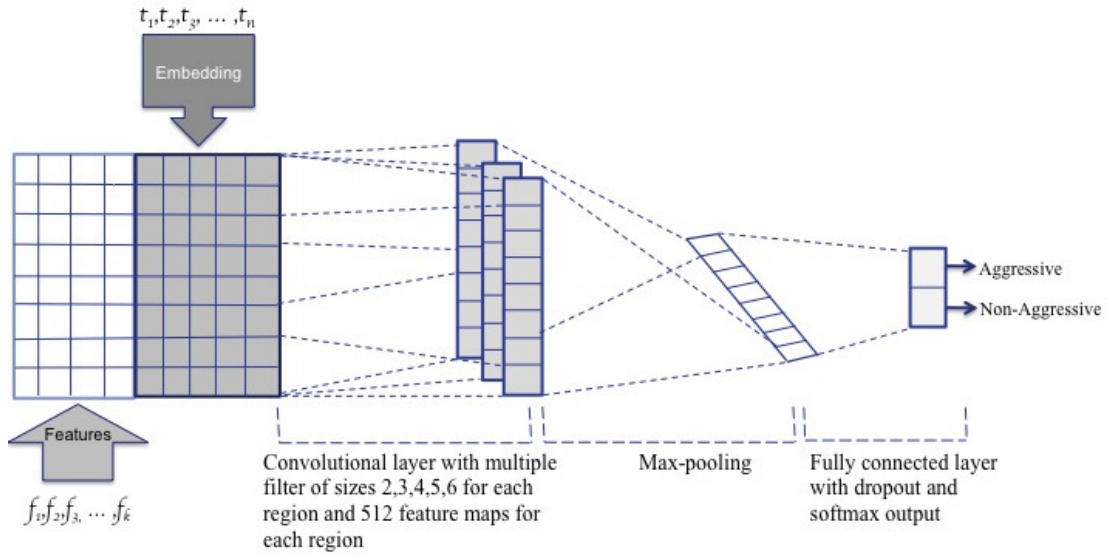 t₁,t₂,t₃, ... ,tₙ
Embedding
Aggressive
Non-Aggressive
Features
f₁,f₂,f₃, ... ,fₖ
Convolutional layer with multiple
filter of sizes 2,3,4,5,6 for each
region and 512 feature maps for
each region
Max-pooling
Fully connected layer
with dropout and
softmax output